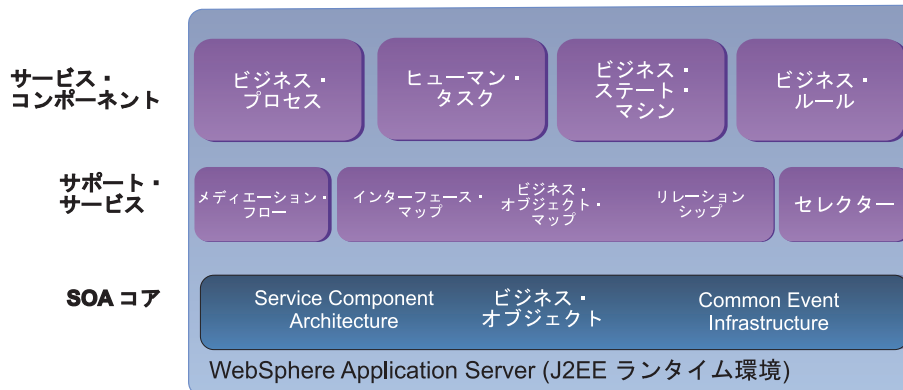 サービス・
コンポーネント
ビジネス・
プロセス
ヒューマン・
タスク
ビジネス・
ステート・
マシン
ビジネス・
ルール
サポート・
サービス
メディエーション・
フロー
インターフェース・
マップ
ビジネス・
オブジェクト・
マップ
リレーション
シップ
セレクター
SOA コア
Service Component
Architecture
ビジネス・
オブジェクト
Common Event
Infrastructure
WebSphere Application Server (J2EE ランタイム環境)